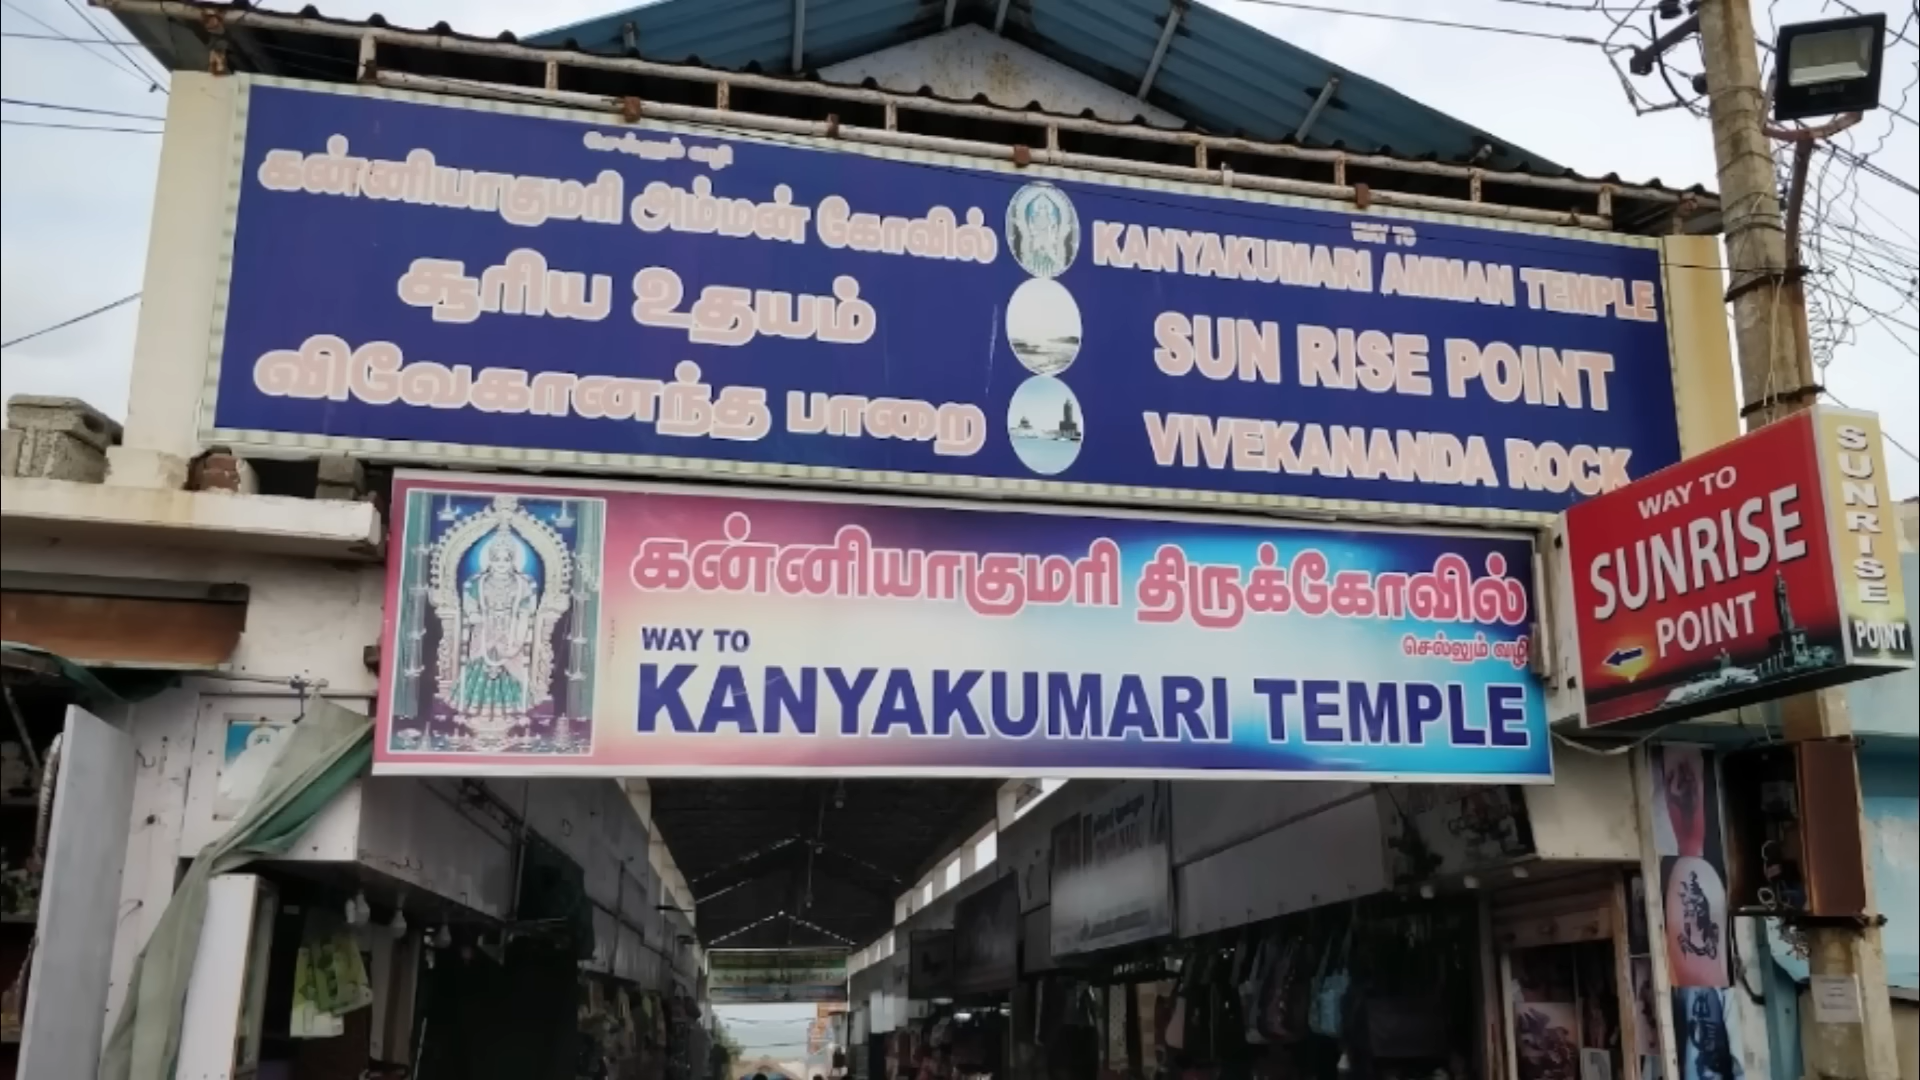 செல்லும் வழி
கன்னியாகுமரி அம்மன் கோவில்
சூரிய உதயம்
விவேகானந்த பாறை
WAY TO
KANYAKUMARI AMMAN TEMPLE
SUN RISE POINT
VIVEKANANDA ROCK
கன்னியாகுமரி திருக்கோவில்
செல்லும் வழி
WAY TO
KANYAKUMARI TEMPLE
WAY TO
SUNRISE
POINT
SUNRISE
POINT